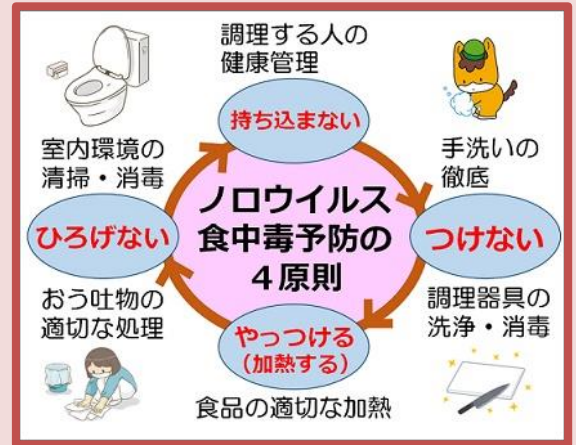 調理する人の
健康管理
持ち込まない
室内環境の
清掃・消毒
手洗いの
徹底
ノロウイルス
食中毒予防の
４原則
ひろげない
つけない
おう吐物の
適切な処理
調理器具の
洗浄・消毒
やっつける
（加熱する）
食品の適切な加熱